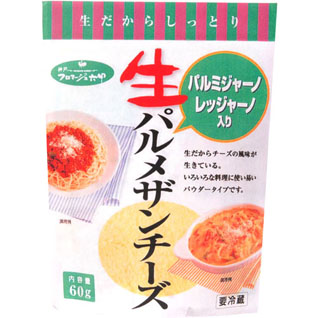 生だからしっとり
神戸
フロマージュ六郎
生
パルメザンチーズ
パルミジャーノ
レッジャーノ
入り
生だからチーズの風味が
生きている。
いろいろな料理に使い易い
パウダータイプです。
調理例
調理例
内容量
60g
要冷蔵